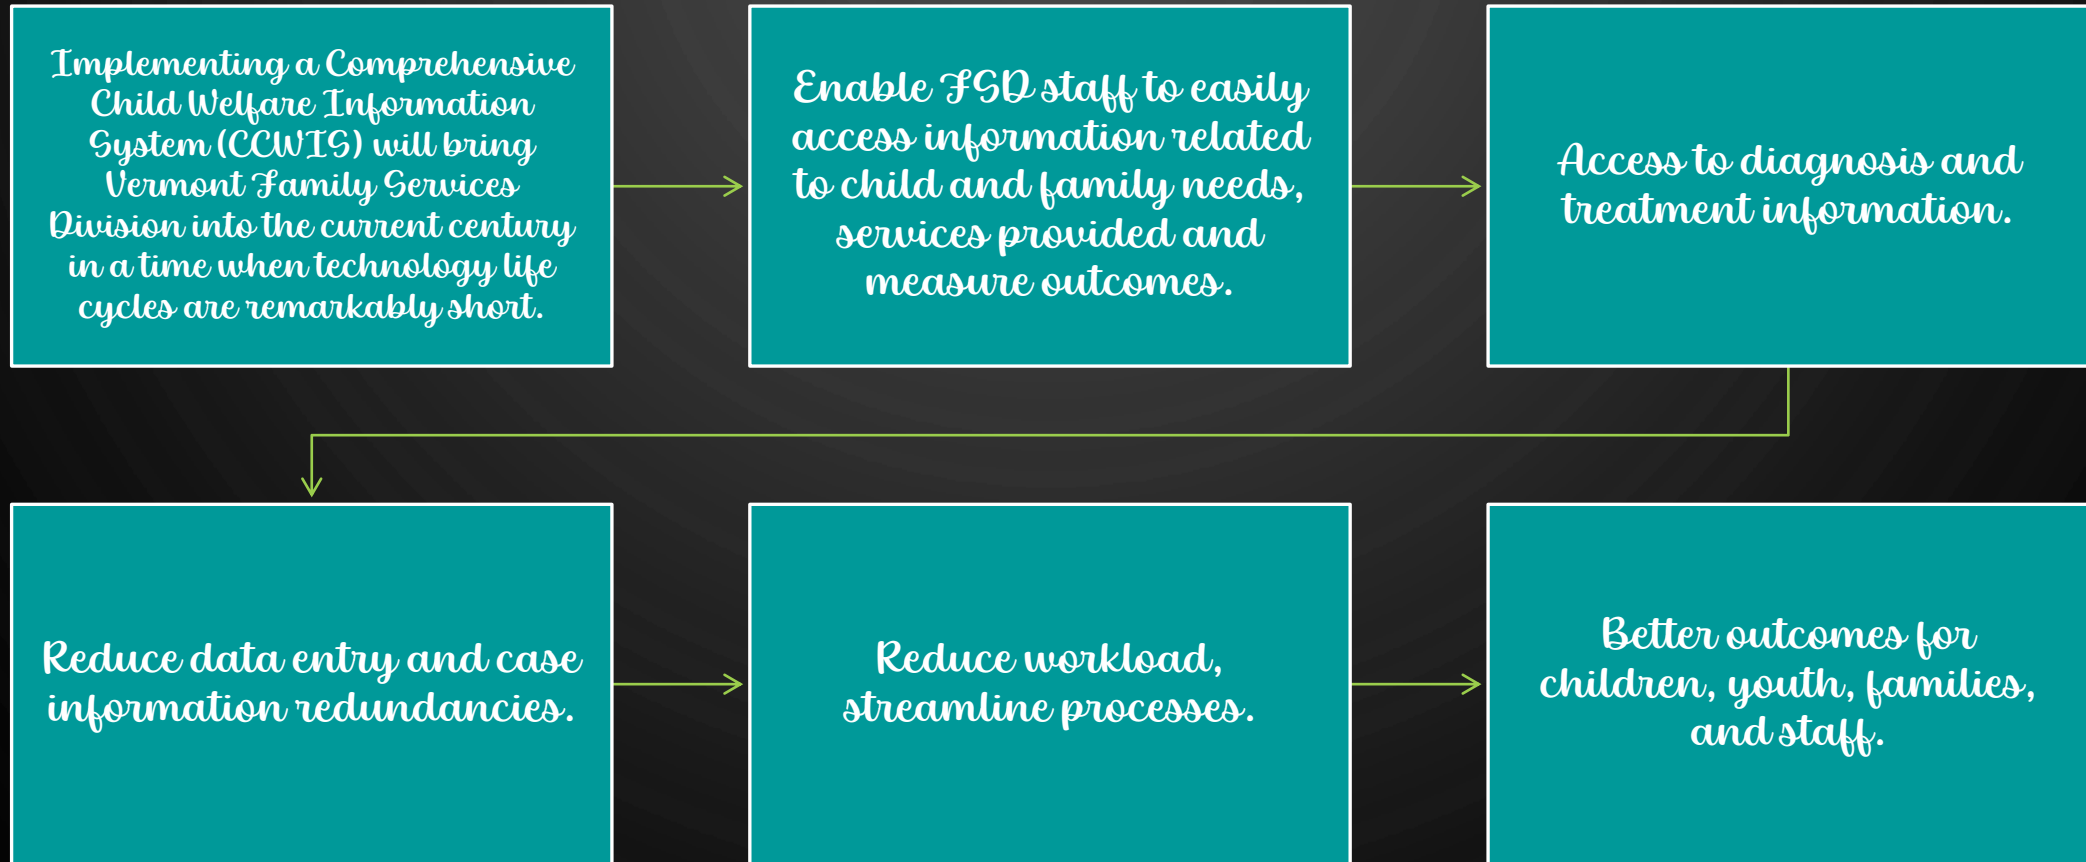 Implementing a Comprehensive
Child Welfare Information
System (CCWIS) will bring
Vermont Family Services
Division into the current century
in a time when technology life
cycles are remarkably short.
Enable FSD staff to easily
access information related
to child and family needs,
services provided and
measure outcomes.
Access to diagnosis and
treatment information.
Reduce data entry and case
information redundancies.
Reduce workload,
streamline processes.
Better outcomes for
children, youth, families,
and staff.